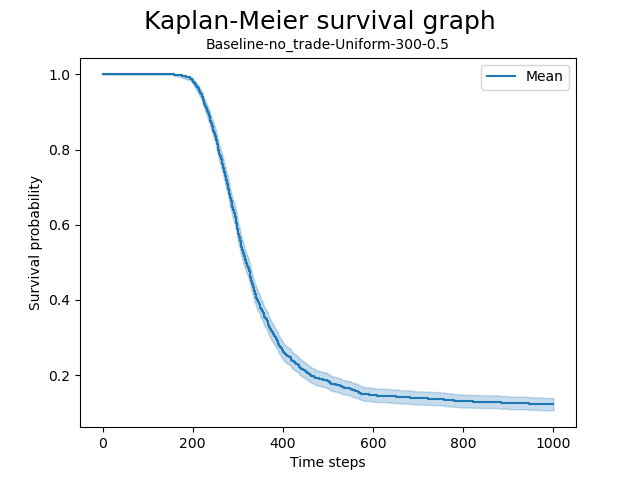 Kaplan-Meier survival graph
Baseline-no_trade-Uniform-300-0.5
Mean
1.0
0.8
0.6
0.4
0.2
Survival probability
0 200 400 600 800 1000
Time steps